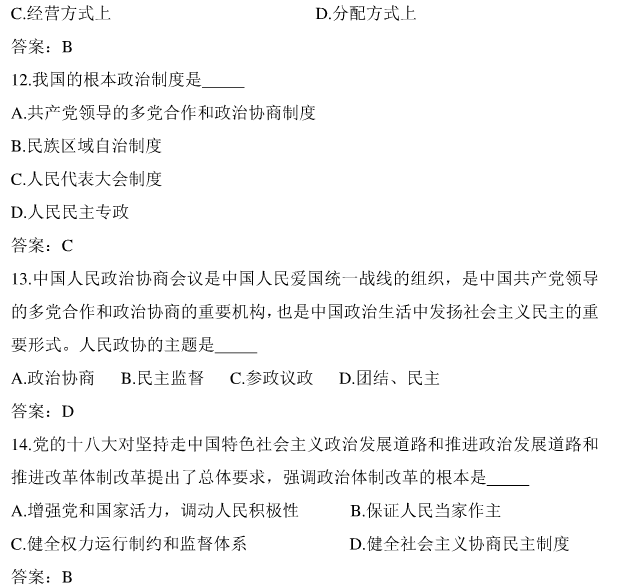 C.经营方式上 D.分配方式上
答案：B
12.我国的根本政治制度是_____
A.共产党领导的多党合作和政治协商制度
B.民族区域自治制度
C.人民代表大会制度
D.人民民主专政
答案：C
13.中国人民政治协商会议是中国人民爱国统一战线的组织，是中国共产党领导
的多党合作和政治协商的重要机构，也是中国政治生活中发扬社会主义民主的重
要形式。人民政协的主题是_____
A.政治协商 B.民主监督 C.参政议政 D.团结、民主
答案：D
14.党的十八大对坚持走中国特色社会主义政治发展道路和推进政治发展道路和
推进改革体制改革提出了总体要求，强调政治体制改革的根本是_____
A.增强党和国家活力，调动人民积极性 B.保证人民当家作主
C.健全权力运行制约和监督体系 D.健全社会主义协商民主制度
答案：B